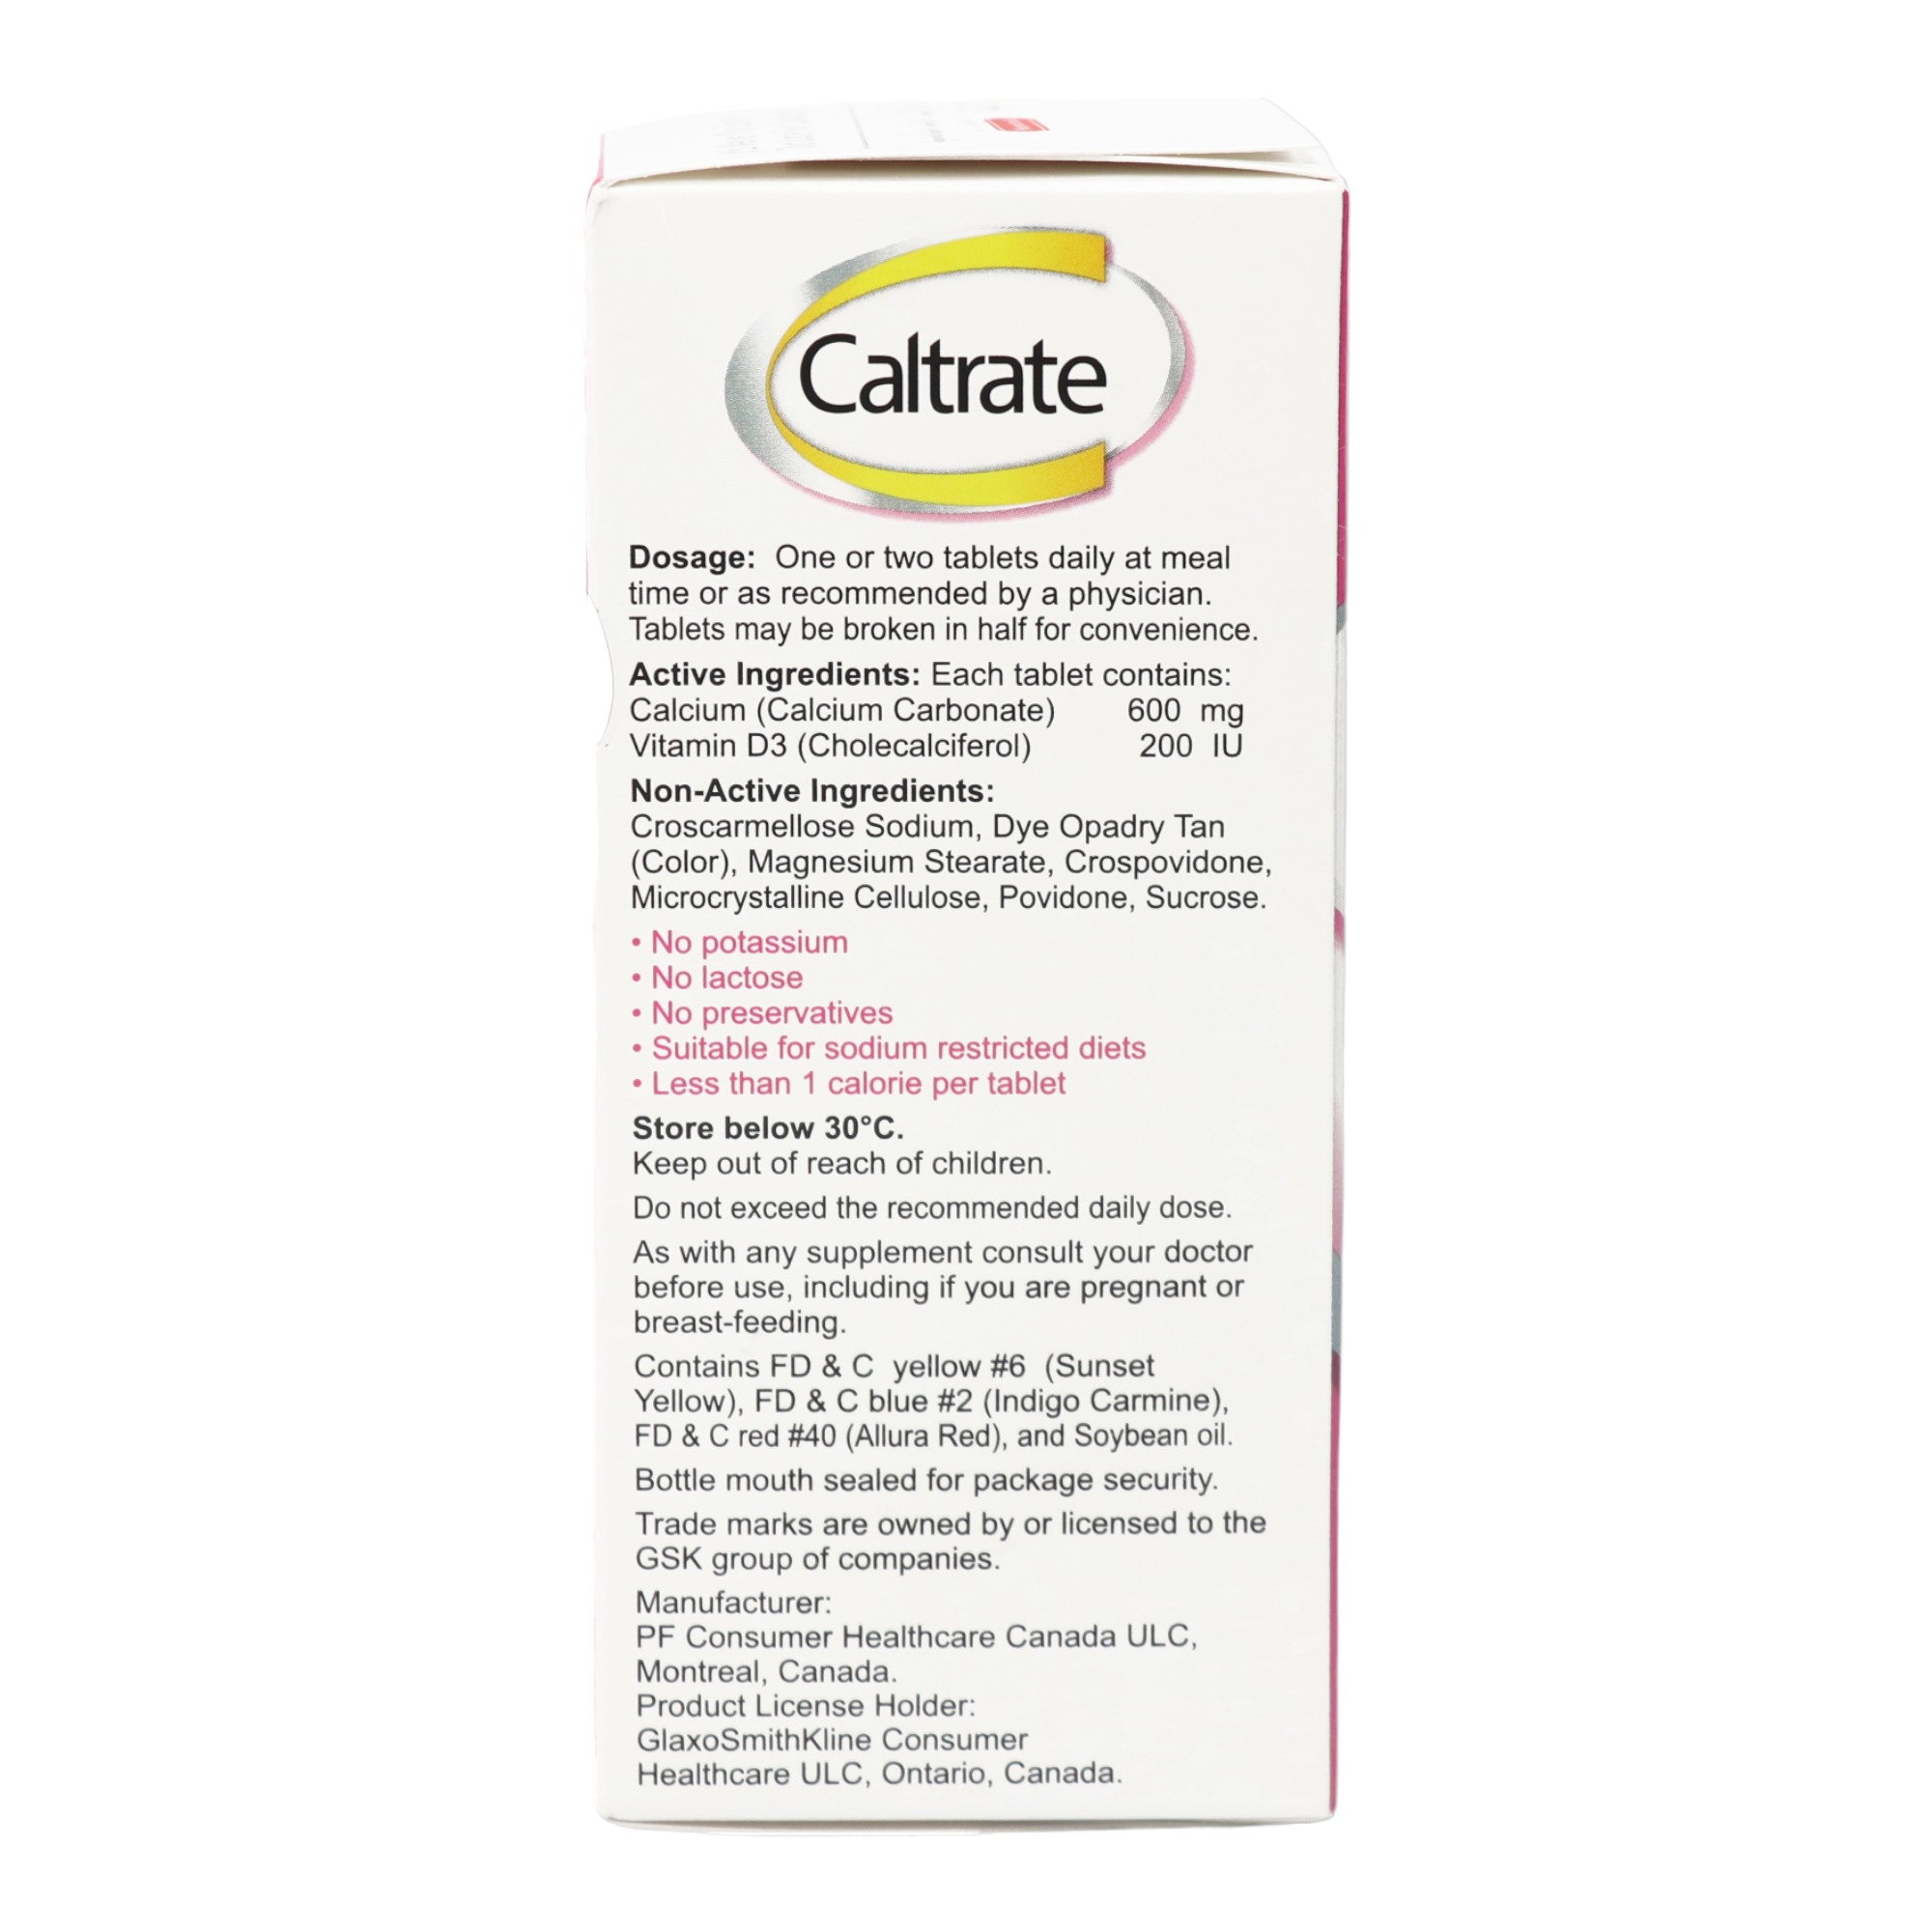 Caltrate
Dosage: One or two tablets daily at meal
time or as recommended by a physician.
Tablets may be broken in half for convenience.
Active Ingredients: Each tablet contains:
Calcium (Calcium Carbonate) 600 mg
Vitamin D3 (Cholecalciferol) 200 IU
Non-Active Ingredients:
Croscarmellose Sodium, Dye Opadry Tan
(Color), Magnesium Stearate, Crospovidone,
Microcrystalline Cellulose, Povidone, Sucrose.
• No potassium
• No lactose
• No preservatives
• Suitable for sodium restricted diets
• Less than 1 calorie per tablet
Store below 30°C.
Keep out of reach of children.
Do not exceed the recommended daily dose.
As with any supplement consult your doctor
before use, including if you are pregnant or
breast-feeding.
Contains FD & C yellow #6 (Sunset
Yellow), FD & C blue #2 (Indigo Carmine),
FD & C red #40 (Allura Red), and Soybean oil.
Bottle mouth sealed for package security.
Trade marks are owned by or licensed to the
GSK group of companies.
Manufacturer:
PF Consumer Healthcare Canada ULC,
Montreal, Canada.
Product License Holder:
GlaxoSmithKline Consumer
Healthcare ULC, Ontario, Canada.